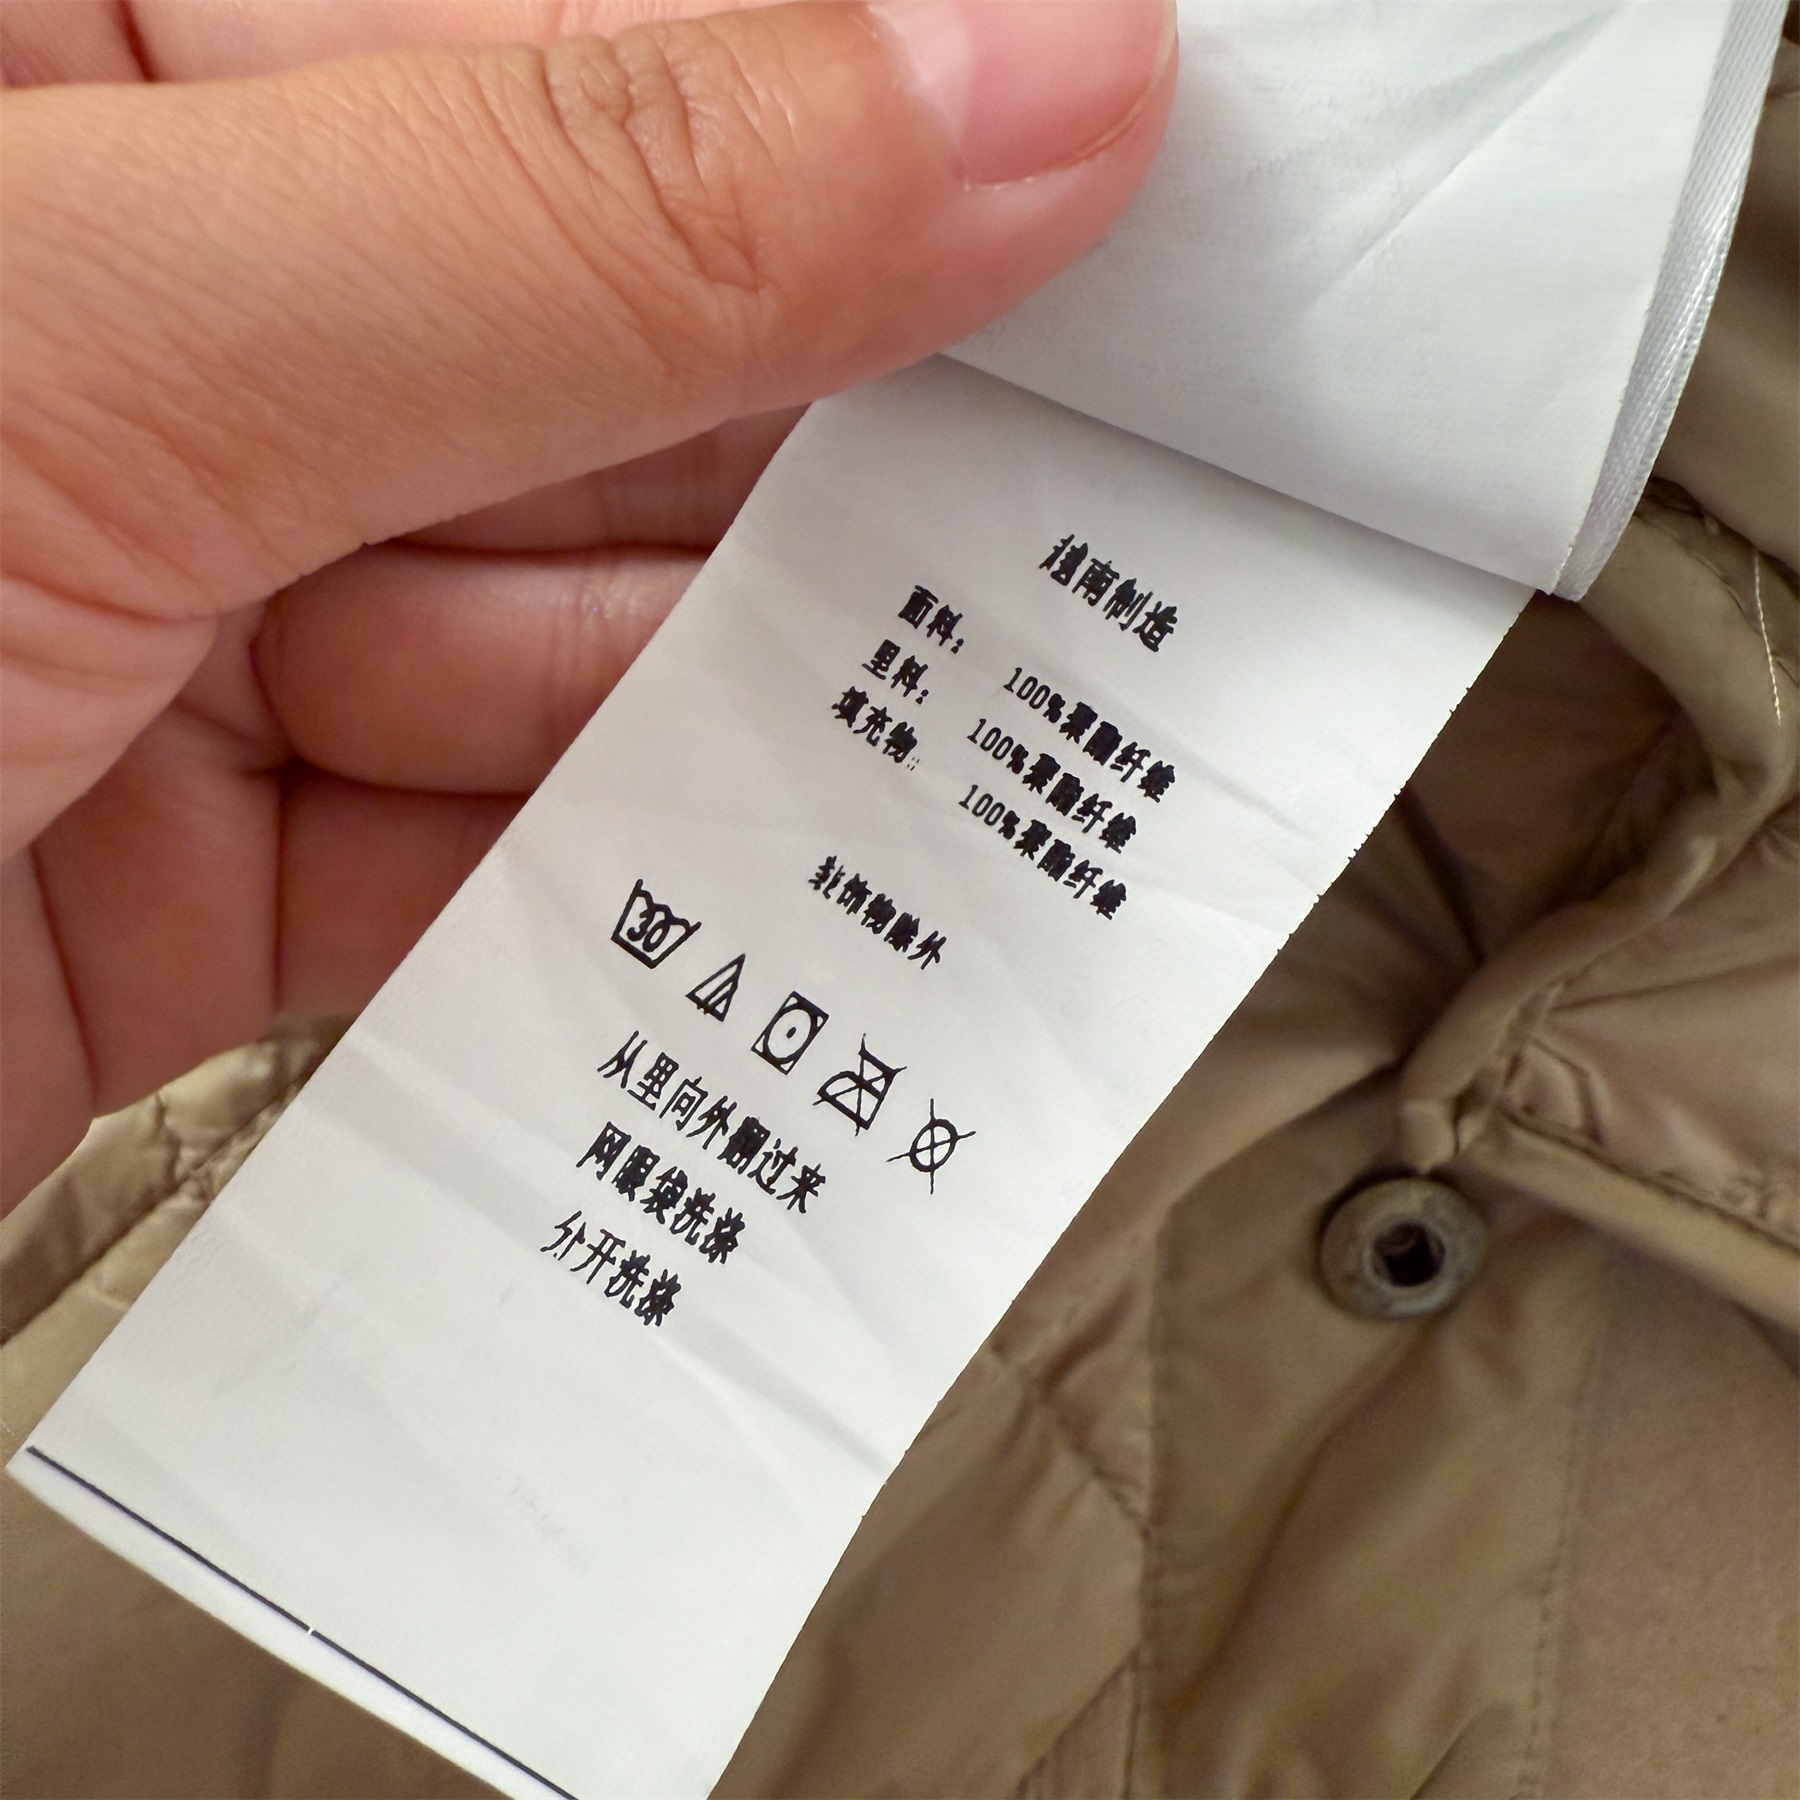 越南制造
面料: 100%聚酯纤维
里料: 100%聚酯纤维
填充物: 100%聚酯纤维
装饰物除外
30
从里向外翻过来
网眼袋洗涤
分开洗涤